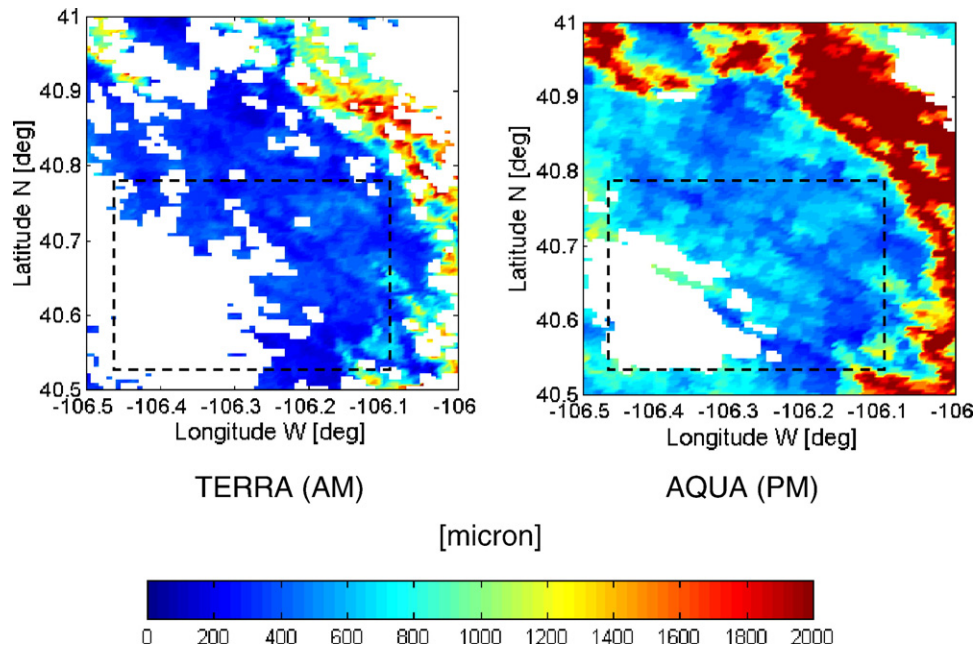 41
40.9
40.8
40.7
40.6
40.5
Latitude N [deg]
-106.5 -106.4 -106.3 -106.2 -106.1 -106
Longitude W [deg]
TERRA (AM)
41
40.9
40.8
40.7
40.6
40.5
Latitude N [deg]
-106.5 -106.4 -106.3 -106.2 -106.1 -106
Longitude W [deg]
AQUA (PM)
[micron]
0 200 400 600 800 1000 1200 1400 1600 1800 2000